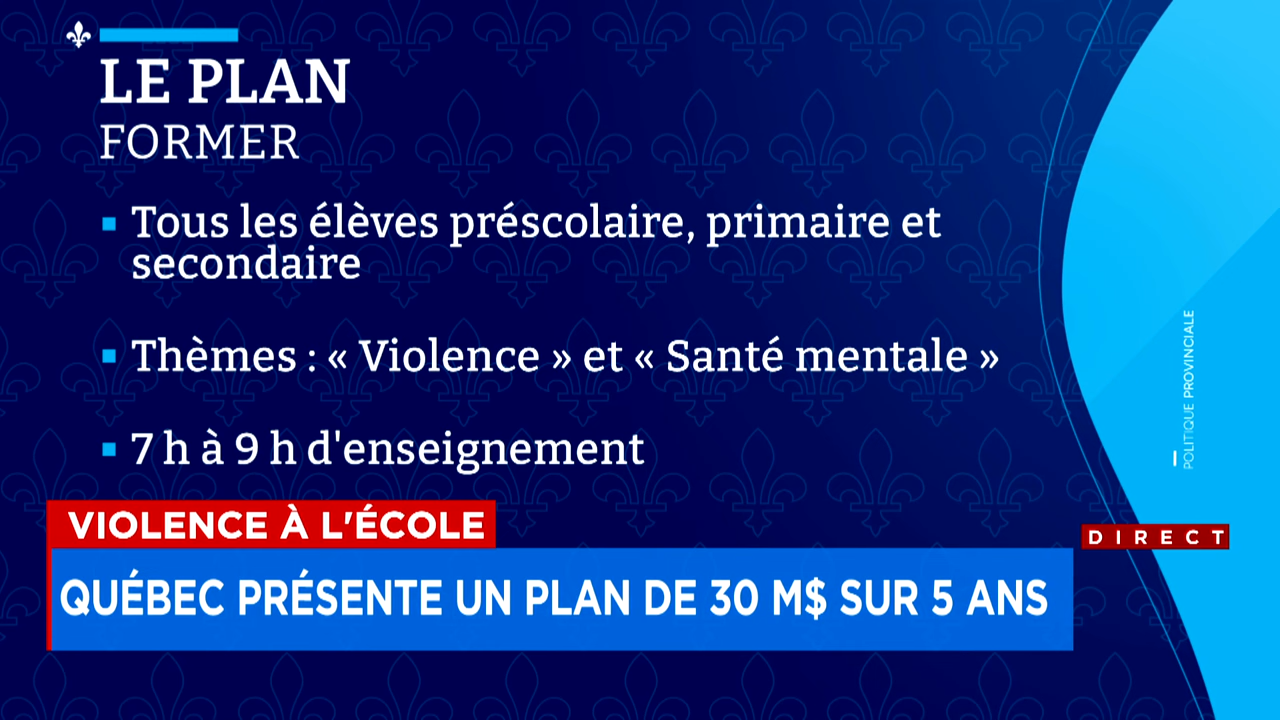 LE PLAN
FORMER
▪ Tous les élèves préscolaire, primaire et
secondaire
▪ Thèmes : « Violence » et « Santé mentale »
▪ 7 h à 9 h d'enseignement
POLITIQUE PROVINCIALE
VIOLENCE À L'ÉCOLE
DIRECT
QUÉBEC PRÉSENTE UN PLAN DE 30 M$ SUR 5 ANS